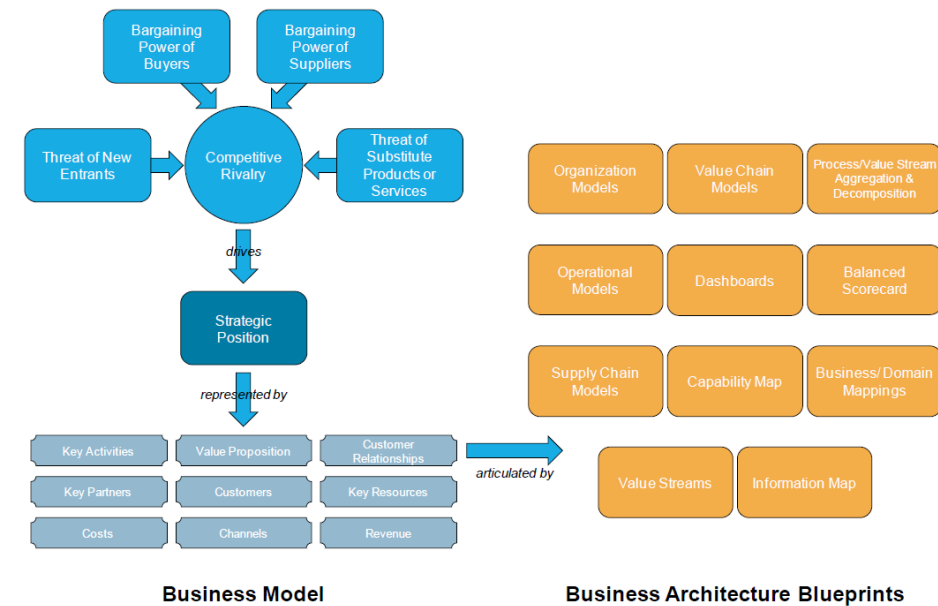 Bargaining
Power of
Buyers
Bargaining
Power of
Suppliers
Threat of New
Entrants
Competitive
Rivalry
Threat of
Substitute
Products or
Services
drives
Strategic
Position
represented by
Key Activities
Value Proposition
Customer
Relationships
Key Partners
Customers
Key Resources
Costs
Channels
Revenue
articulated by
Business Model
Organization
Models
Value Chain
Models
Process/Value Stream
Aggregation &
Decomposition
Operational
Models
Dashboards
Balanced
Scorecard
Supply Chain
Models
Capability Map
Business/ Domain
Mappings
Value Streams
Information Map
Business Architecture Blueprints